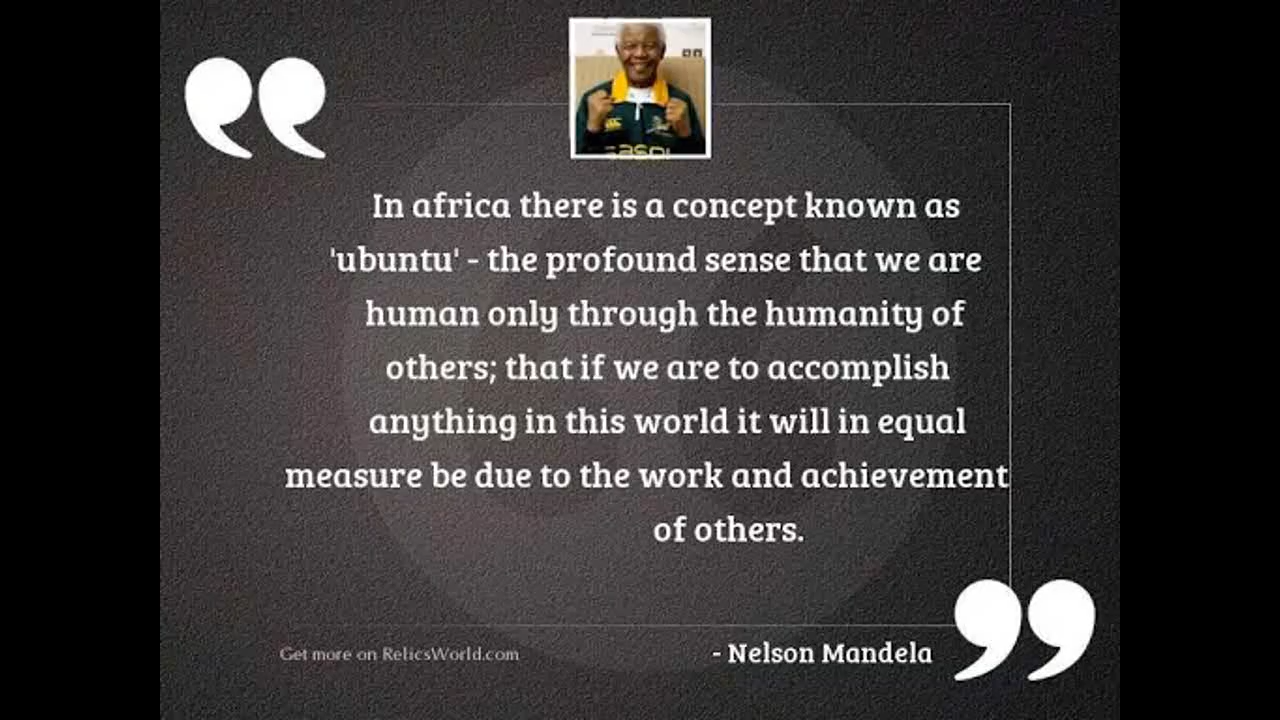 In africa there is a concept known as
'ubuntu' - the profound sense that we are
human only through the humanity of
others; that if we are to accomplish
anything in this world it will in equal
measure be due to the work and achievement
of others.
Get more on RelicsWorld.com
- Nelson Mandela